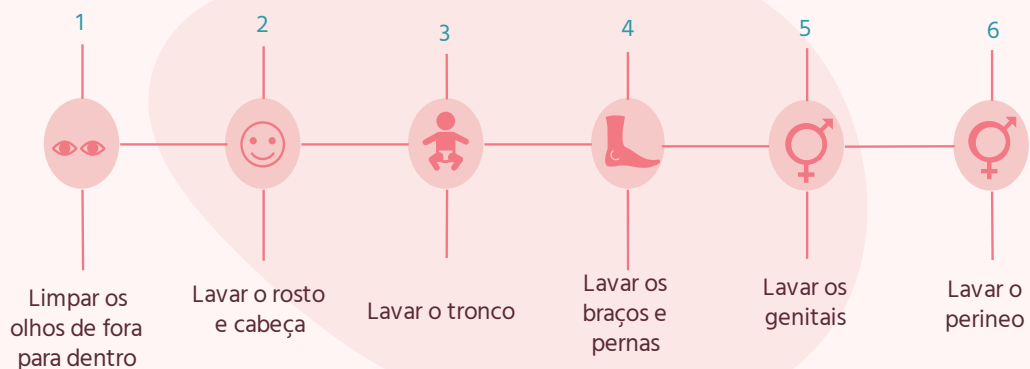 1
2
3
4
5
6
Limpar os
olhos de fora
para dentro
Lavar o rosto
e cabeça
Lavar o tronco
Lavar os
braços e
pernas
Lavar os
genitais
Lavar o
perineo